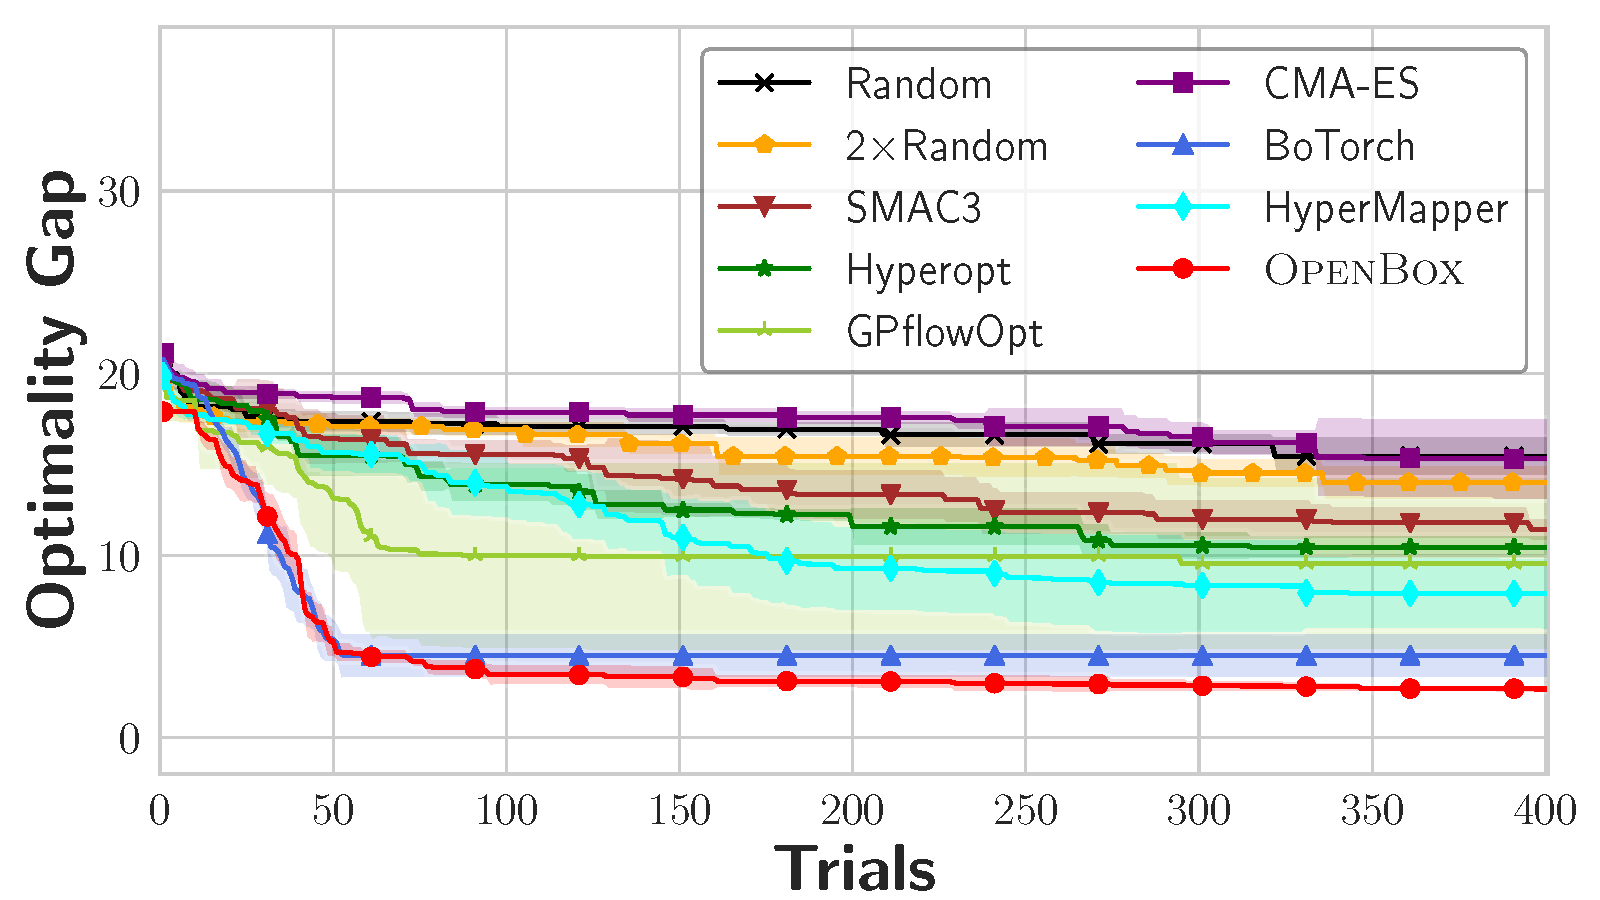 Optimality Gap
30
20
10
0
Random
2×Random
SMAC3
Hyperopt
GPflowOpt
CMA-ES
BoTorch
HyperMapper
OPENBOX
0 50 100 150 200 250 300 350 400
Trials